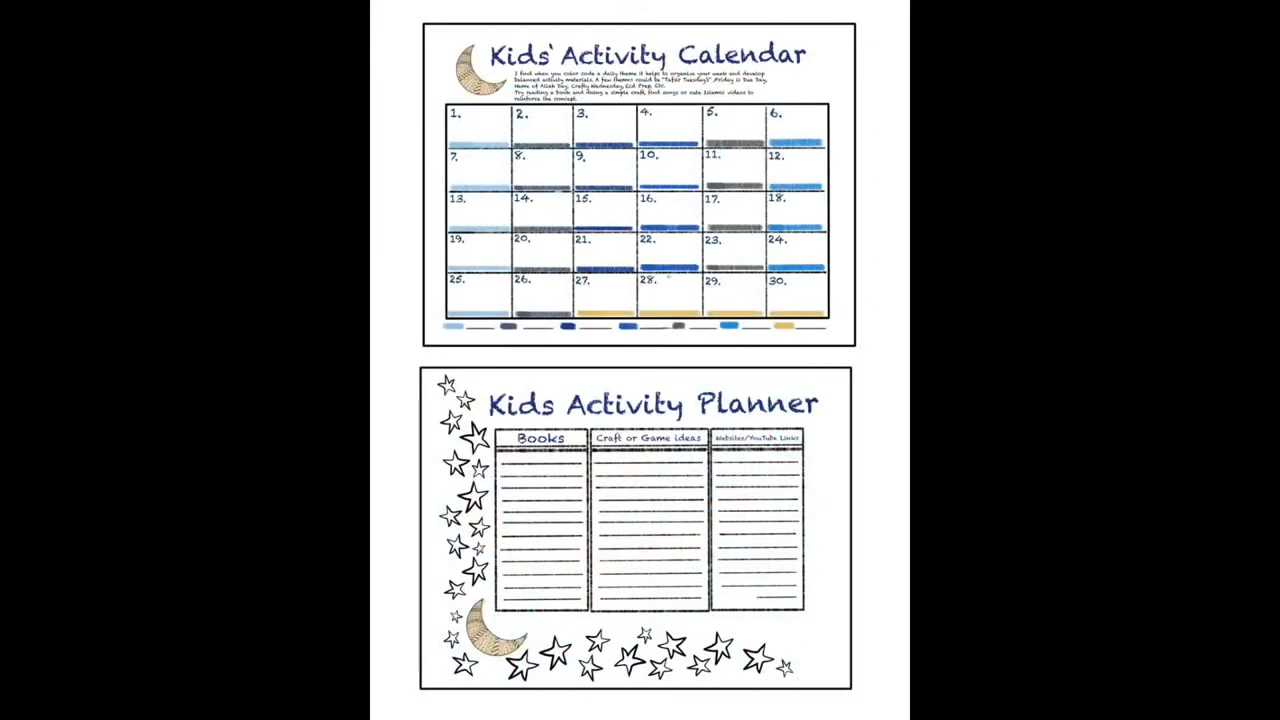 Kids' Activity Calendar
I find when you color code a daily theme it helps to organize your week and develop
balanced activity materials. A few themes could be "Tafsir Tuesday's", Friday is Dua Day,
Name of Allah Day, Crafty Wednesday, Eid Prep, Etc.
Try reading a book and doing a simple craft, find songs or cute Islamic videos to
reinforce the concept.
1. 2. 3. 4. 5. 6.
7. 8. 9. 10. 11. 12.
13. 14. 15. 16. 17. 18.
19. 20. 21. 22. 23. 24.
25. 26. 27. 28. 29. 30.
Kids Activity Planner
Books Craft or Game ideas Websites/YouTube Links